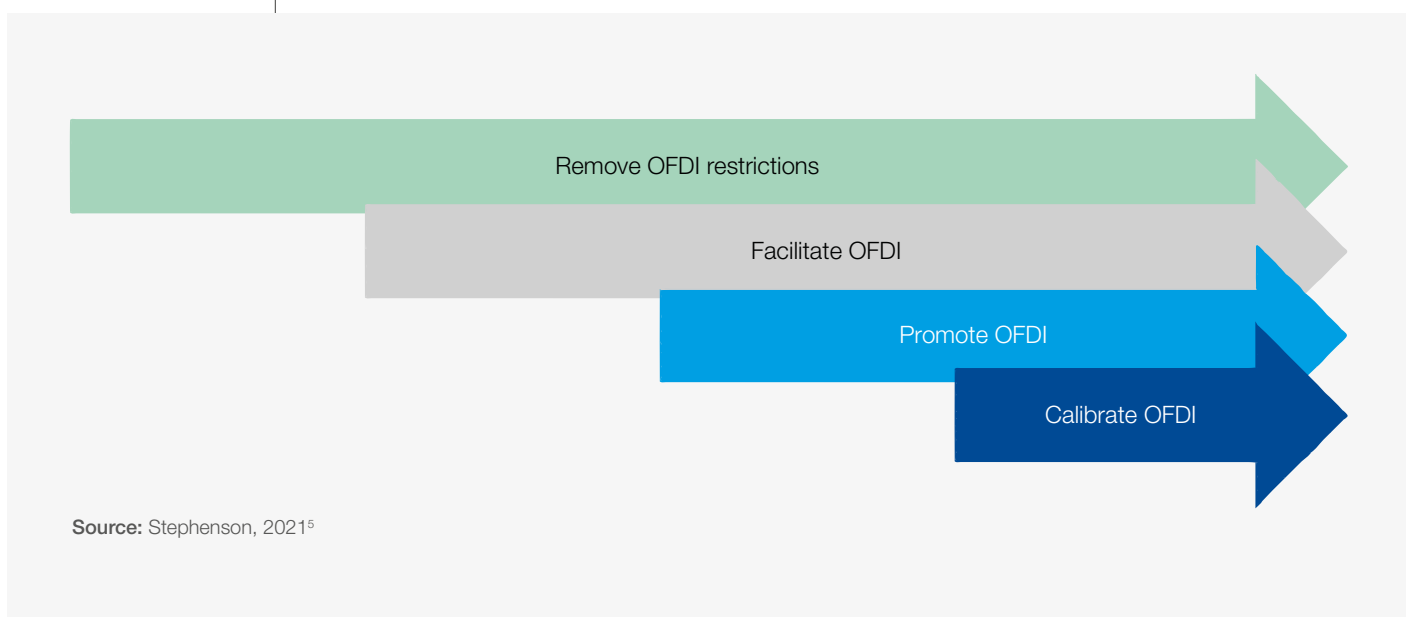 Remove OFDI restrictions
Facilitate OFDI
Promote OFDI
Calibrate OFDI
Source: Stephenson, 2021⁵